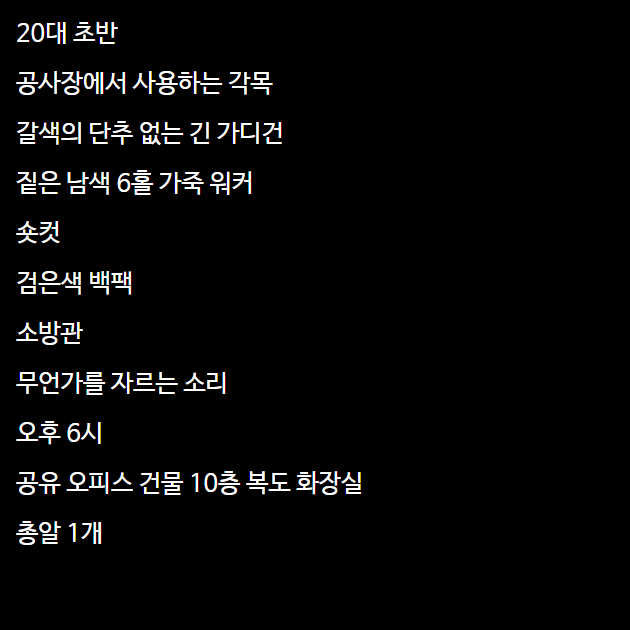 20대 초반
공사장에서 사용하는 각목
갈색의 단추 없는 긴 가디건
짙은 남색 6홀 가죽 워커
숏컷
검은색 백팩
소방관
무언가를 자르는 소리
오후 6시
공유 오피스 건물 10층 복도 화장실
총알 1개